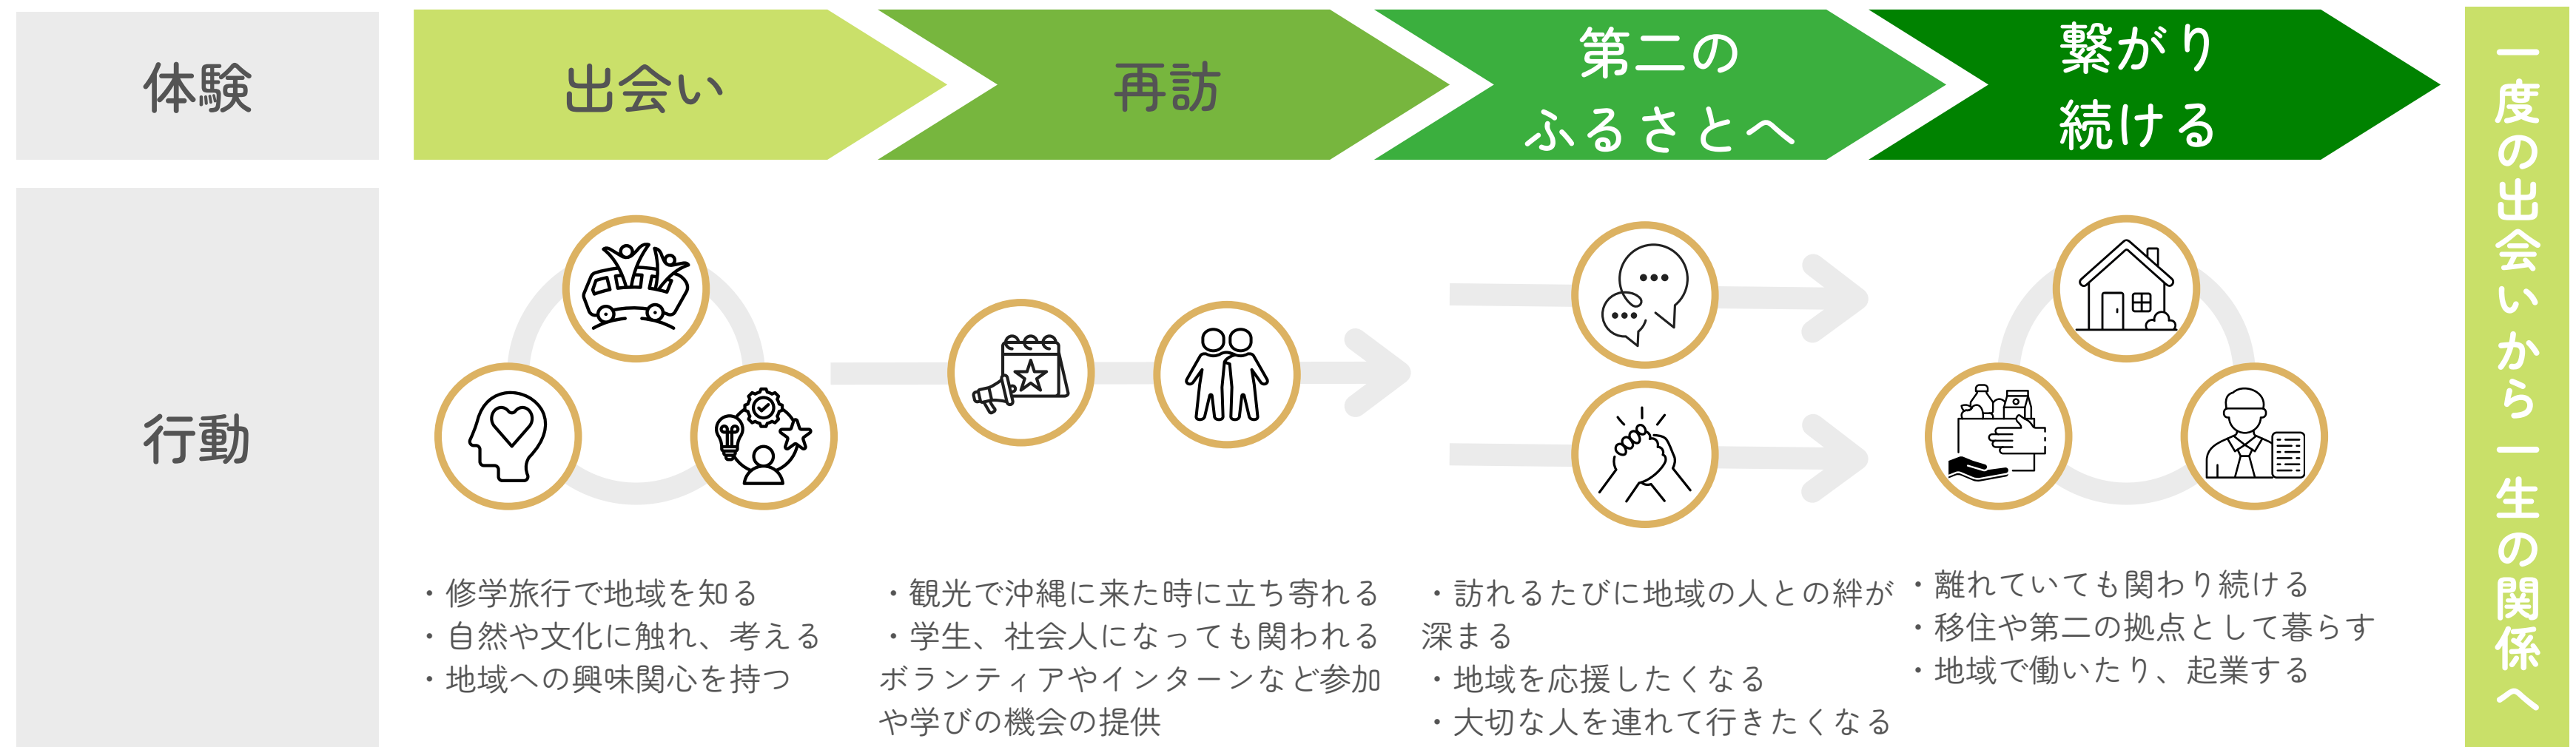 体験
出会い
再訪
第二の
ふるさとへ
繋がり
続ける
行動
・修学旅行で地域を知る
・自然や文化に触れ、考える
・地域への興味関心を持つ
・観光で沖縄に来た時に立ち寄れる
・学生、社会人になっても関われる
ボランティアやインターンなど参加
や学びの機会の提供
・訪れるたびに地域の人との絆が
深まる
・地域を応援したくなる
・大切な人を連れて行きたくなる
・離れていても関わり続ける
・移住や第二の拠点として暮らす
・地域で働いたり、起業する
一度の出会いから一生の関係へ